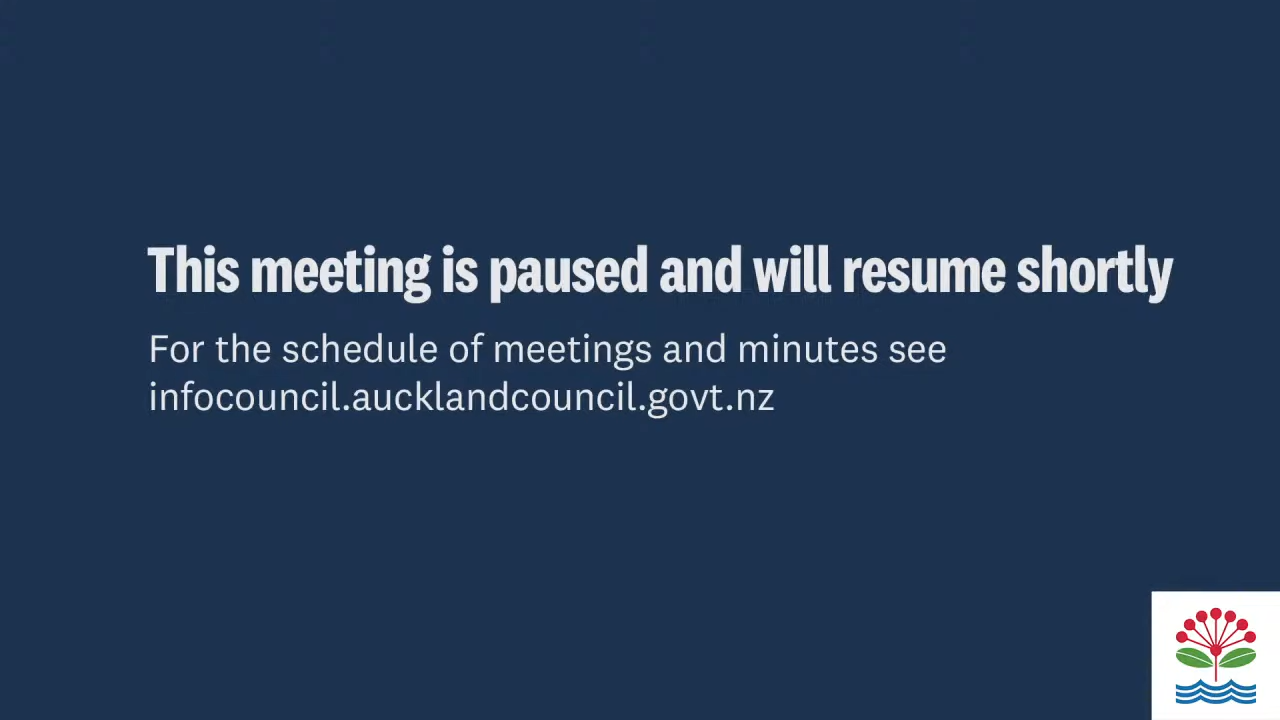 This meeting is paused and will resume shortly
For the schedule of meetings and minutes see
infocouncil.aucklandcouncil.govt.nz